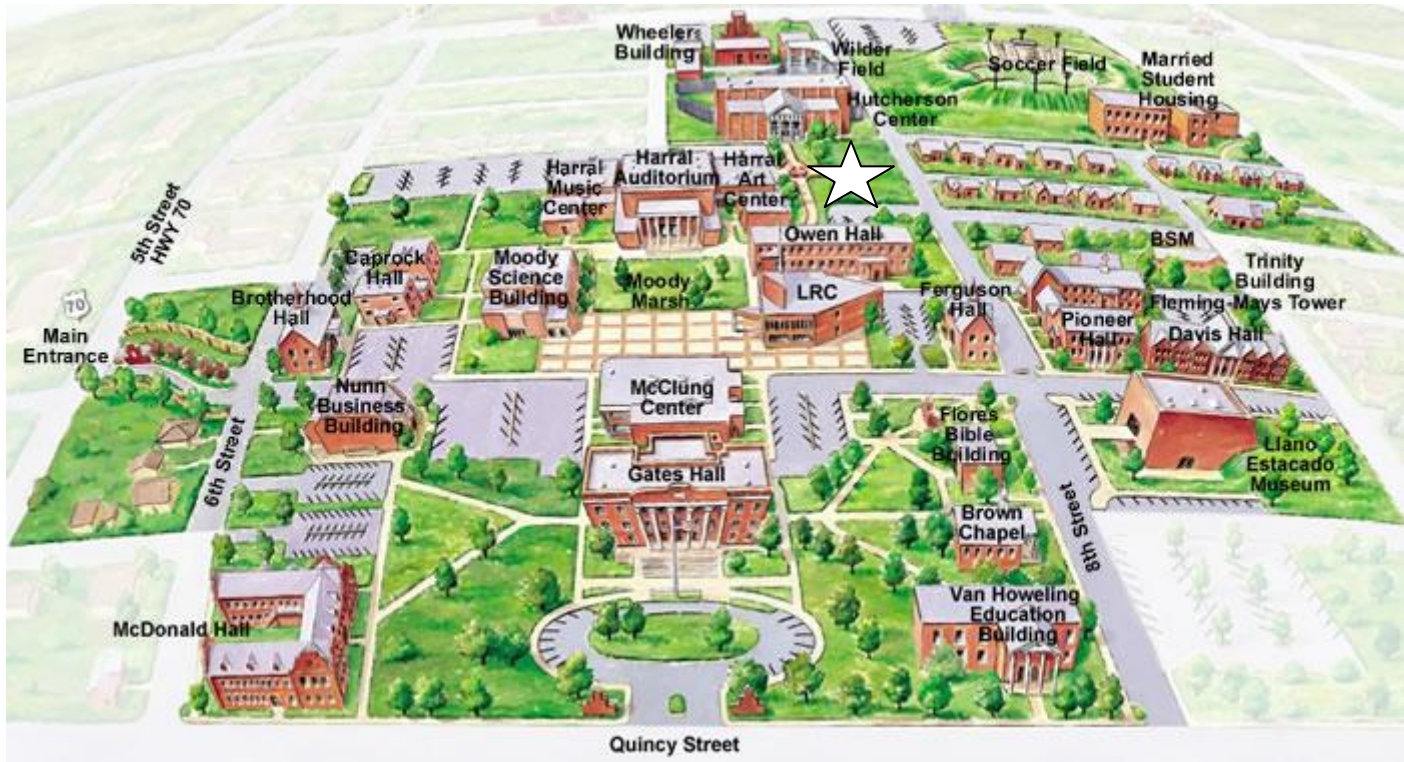 Wheelers
Building
Wilder
Field
Soccer Field
Married
Student
Housing
Hutcherson
Center
Harral
Music
Center
Harral
Auditorium
Harral
Art
Center
5th Street
HWY 70
Owen Hall
BSM
Caprock
Hall
Moody
Science
Building
Moody
Marsh
LRC
Trinity
Building
Brotherhood
Hall
70
Ferguson
Hall
Fleming-Mays Tower
Pioneer
Hall
Davis Hall
Main
Entrance
Nunn
Business
Building
McClung
Center
Flores
Bible
Building
Llano
Estacado
Museum
6th Street
Gates Hall
Brown
Chapel
8th Street
Van Howeling
Education
Building
McDonald Hall
Quincy Street